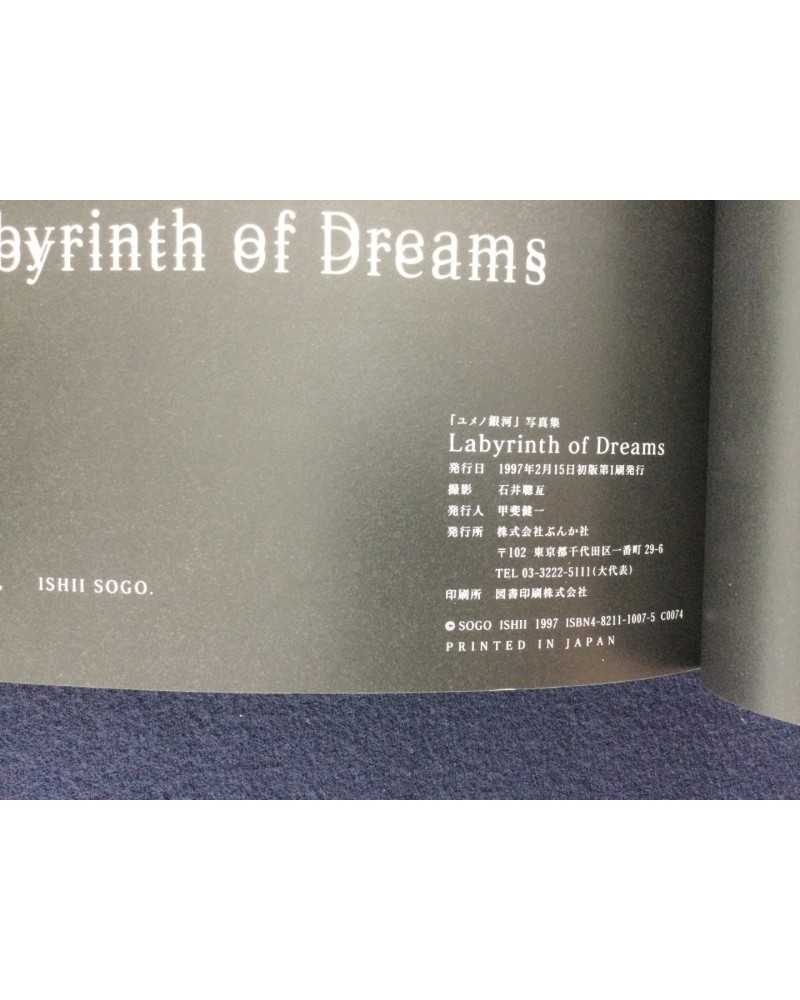 byrinth of Dreams
「ユメノ銀河」写真集
Labyrinth of Dreams
発行日 1997年2月15日初版第1刷発行
撮影 石井聰亙
発行人 甲斐健一
発行所 株式会社ぶんか社
〒102 東京都千代田区一番町29-6
TEL 03-3222-5111(大代表)
ISHII SOGO.
印刷所 図書印刷株式会社
© SOGO ISHII 1997 ISBN4-8211-1007-5 C0074
PRINTED IN JAPAN